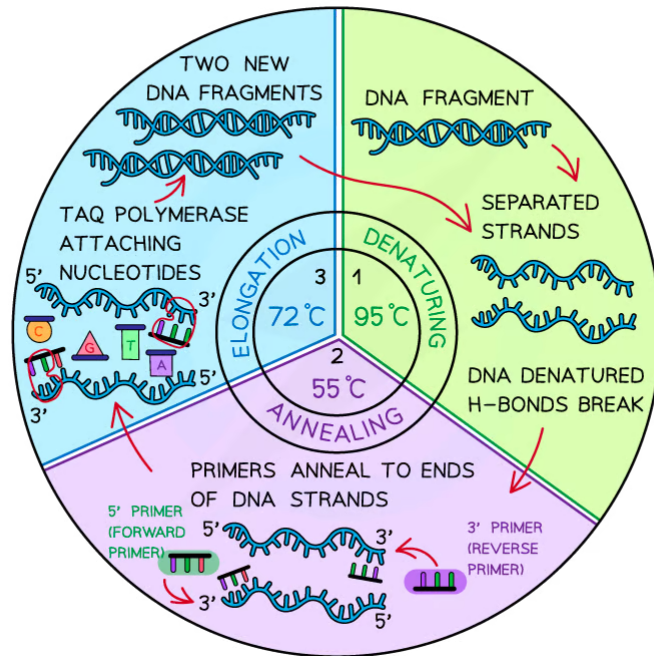 TWO NEW
DNA FRAGMENTS
TAQ POLYMERASE
ATTACHING
NUCLEOTIDES
5'
3'
C
G
T
A
3'
5'
ELONGATION
3
72°C
DNA FRAGMENT
SEPARATED
STRANDS
DENATURING
1
95°C
DNA DENATURED
H-BONDS BREAK
2
55°C
ANNEALING
PRIMERS ANNEAL TO ENDS
OF DNA STRANDS
5' PRIMER
(FORWARD
PRIMER)
5'
3'
3' PRIMER
(REVERSE
PRIMER)
3'
5'